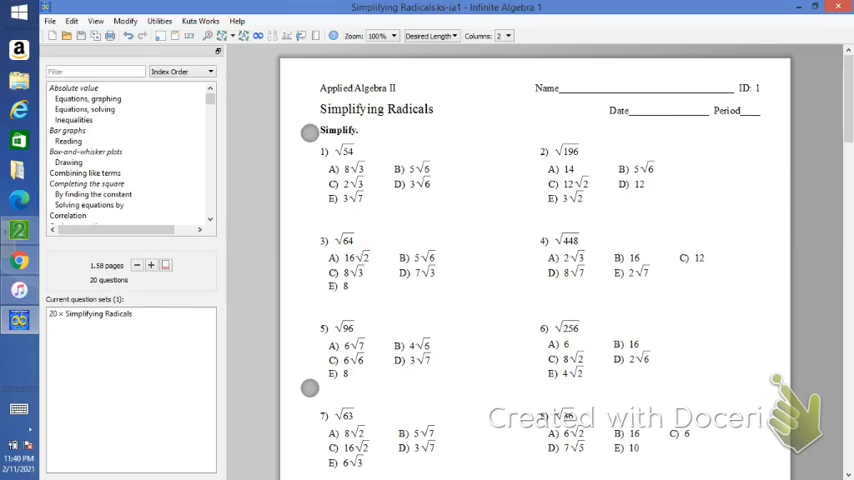 Simplifying Radicals.ks-ia1 - Infinite Algebra 1
File Edit View Modify Utilities Kuta Works Help
Zoom: 100% Desired Length Columns: 2
Filter Index Order
Absolute value
Equations, graphing
Equations, solving
Inequalities
Bar graphs
Reading
Box-and-whisker plots
Drawing
Combining like terms
Completing the square
By finding the constant
Solving equations by
Correlation
1.58 pages
20 questions
Current question sets (1):
20 × Simplifying Radicals
11:40 PM
2/11/2021
Applied Algebra II Name ID: 1
Simplifying Radicals Date Period
Simplify.
1) √54 2) √196
A) 8√3 B) 5√6 A) 14 B) 5√6
C) 2√3 D) 3√6 C) 12√2 D) 12
E) 3√7 E) 3√2
3) √64 4) √448
A) 16√2 B) 5√6 A) 2√3 B) 16 C) 12
C) 8√3 D) 7√3 D) 8√7 E) 2√7
E) 8
5) √96 6) √256
A) 6√7 B) 4√6 A) 6 B) 16
C) 6√6 D) 3√7 C) 8√2 D) 2√6
E) 8 E) 4√2
7) √63 8) √36
A) 8√2 B) 5√7 A) 6√2 B) 16 C) 6
C) 16√2 D) 3√7 D) 7√5 E) 10
E) 6√3
Created with Doceri